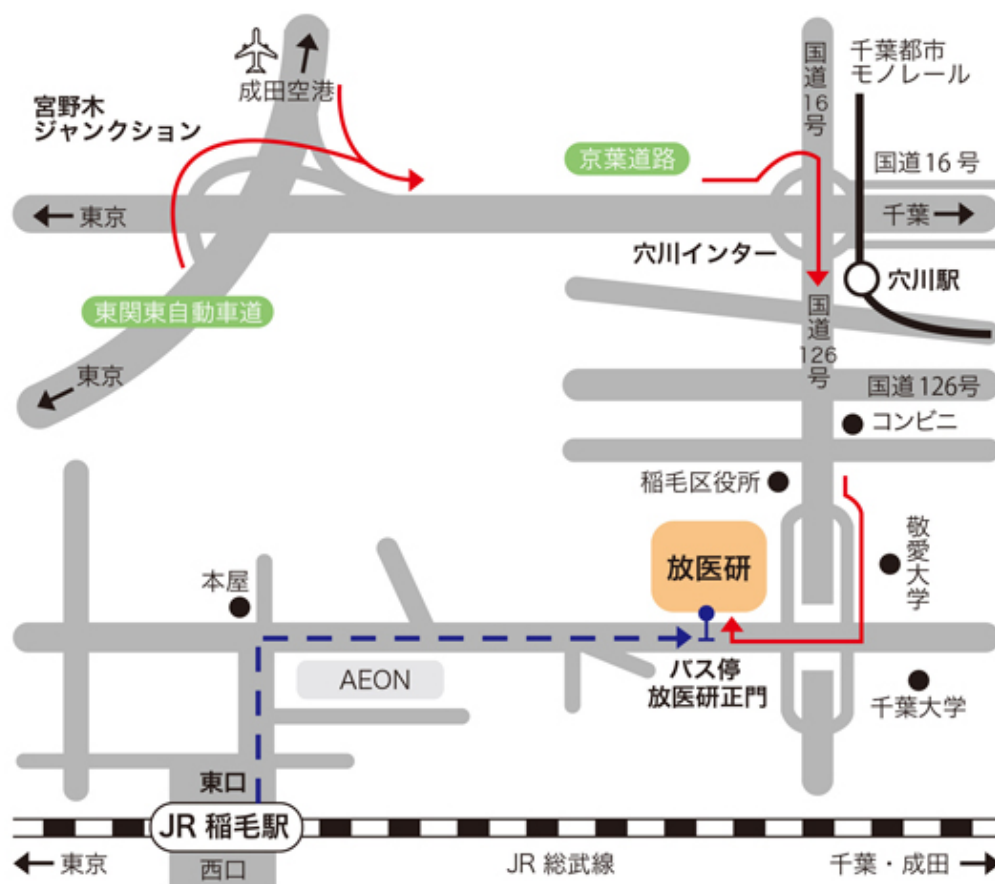 成田空港
宮野木
ジャンクション
国道16号
千葉都市
モノレール
京葉道路
国道16号
東京
千葉
穴川インター
穴川駅
東関東自動車道
国道126号
東京
国道126号
コンビニ
稲毛区役所
敬愛大学
放医研
本屋
バス停
放医研正門
AEON
千葉大学
東口
JR 稲毛駅
西口
東京
JR 総武線
千葉・成田